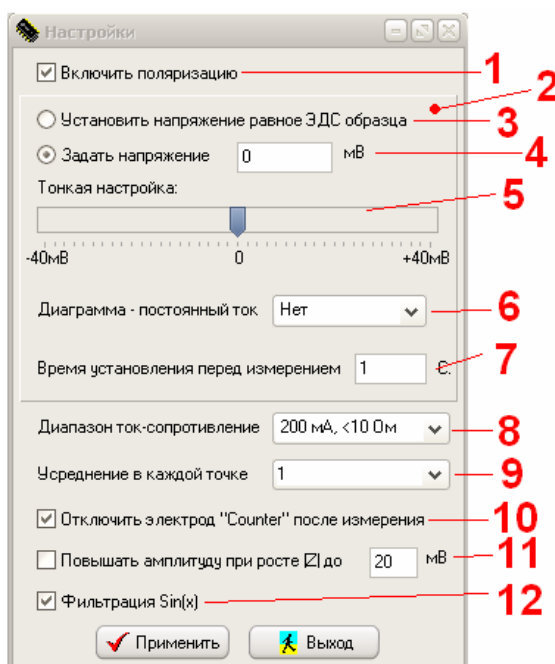 Настройки
Включить поляризацию 1
2
Установить напряжение равное ЭДС образца 3
Задать напряжение 0 мВ 4
Тонкая настройка: 5
-40мВ 0 +40мВ
Диаграмма - постоянный ток Нет 6
Время установления перед измерением 1 с. 7
Диапазон ток-сопротивление 200 мА, <10 Ом 8
Усреднение в каждой точке 1 9
Отключить электрод "Counter" после измерения 10
Повышать амплитуду при росте |Z| до 20 мВ 11
Фильтрация Sin(x) 12
Применить Выход